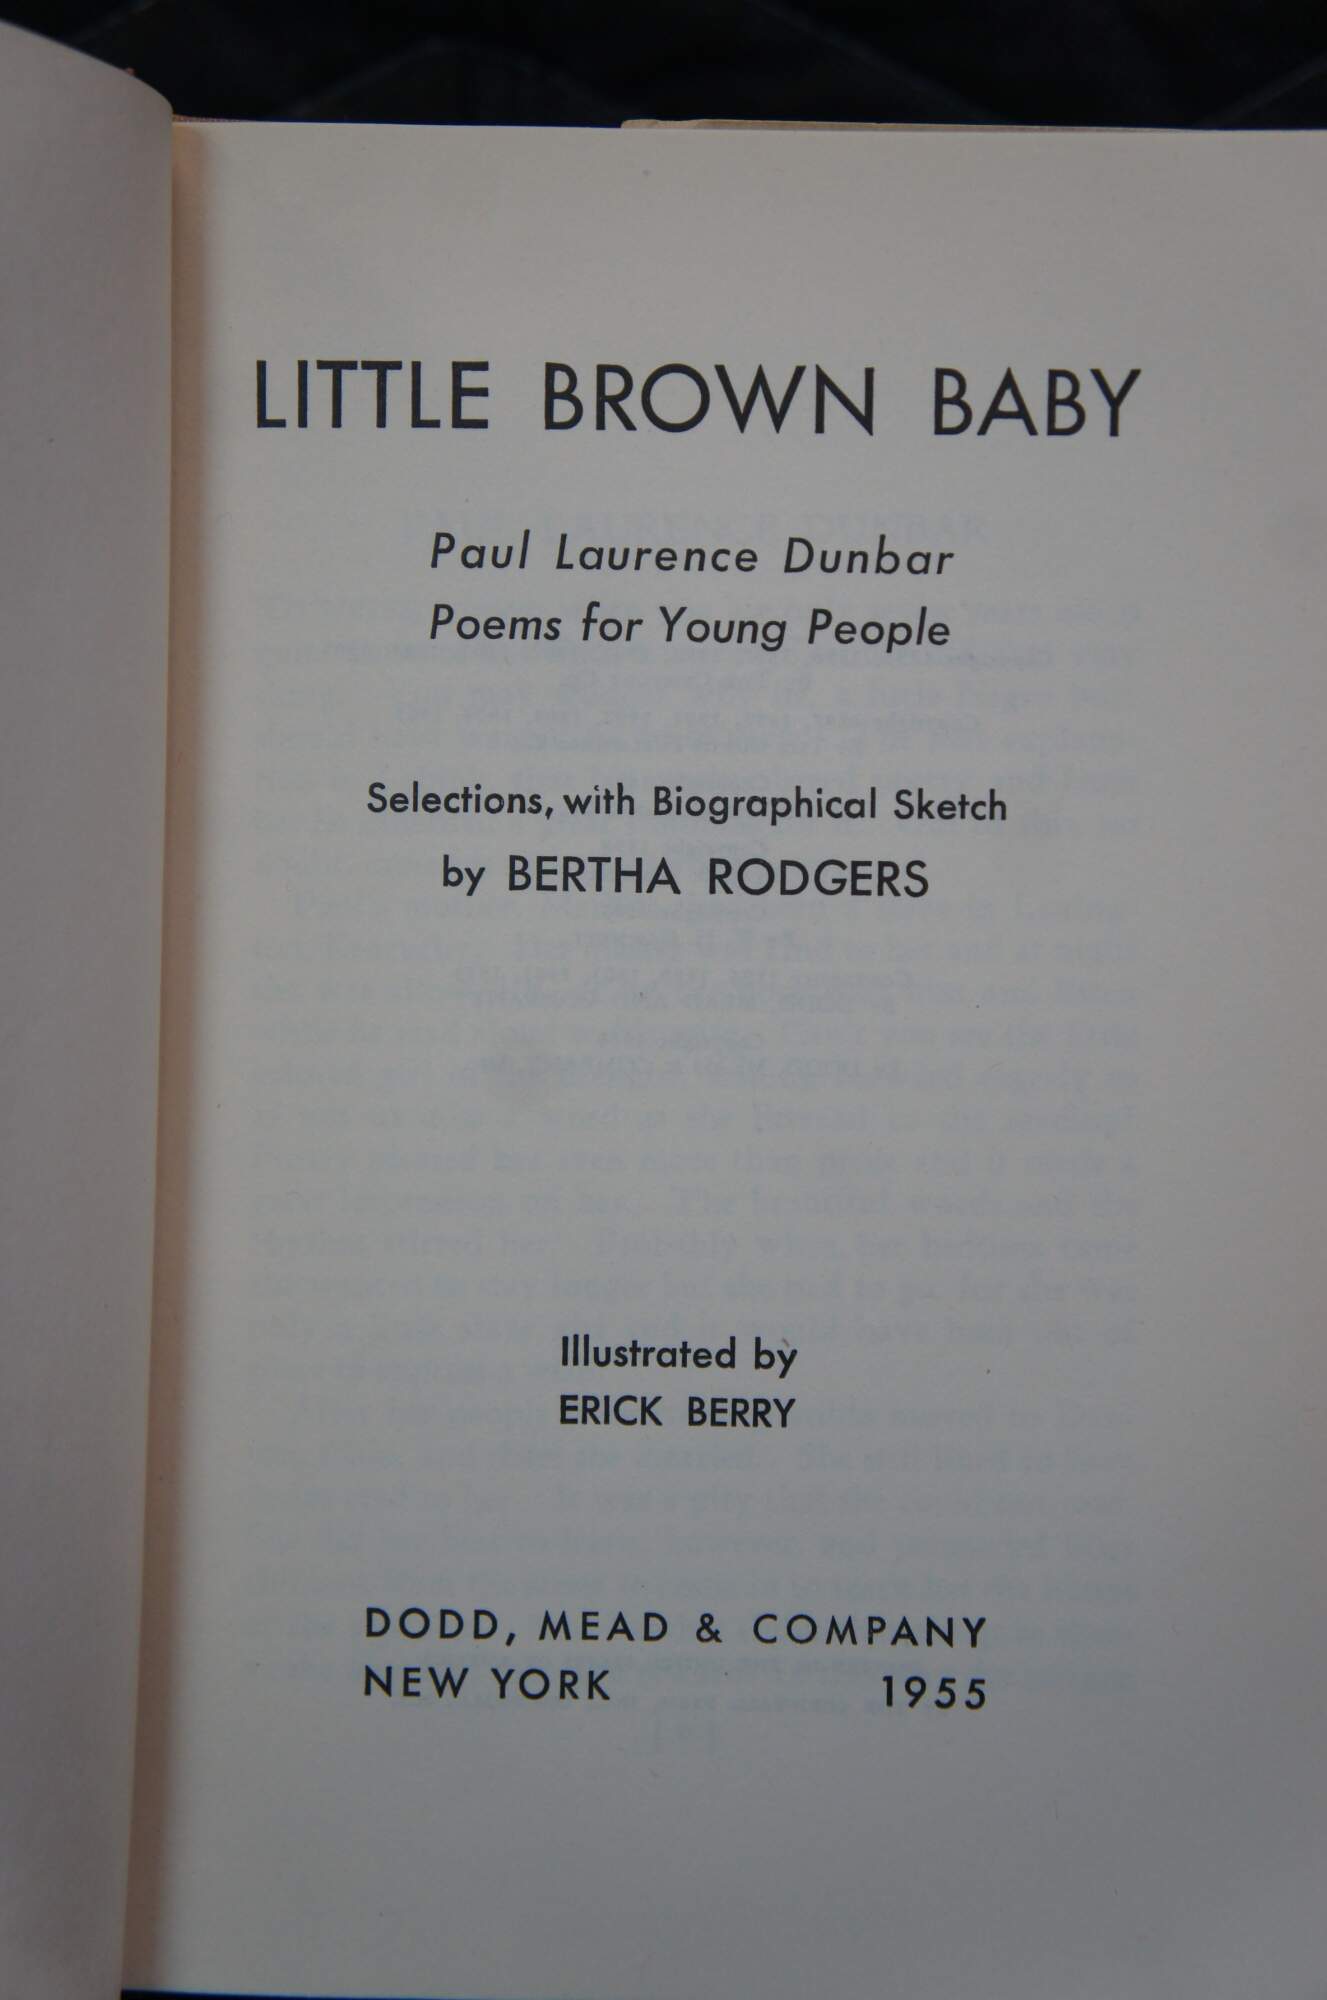 LITTLE BROWN BABY
Paul Laurence Dunbar
Poems for Young People
Selections, with Biographical Sketch
by BERTHA RODGERS
Illustrated by
ERICK BERRY
DODD, MEAD & COMPANY
NEW YORK 1955